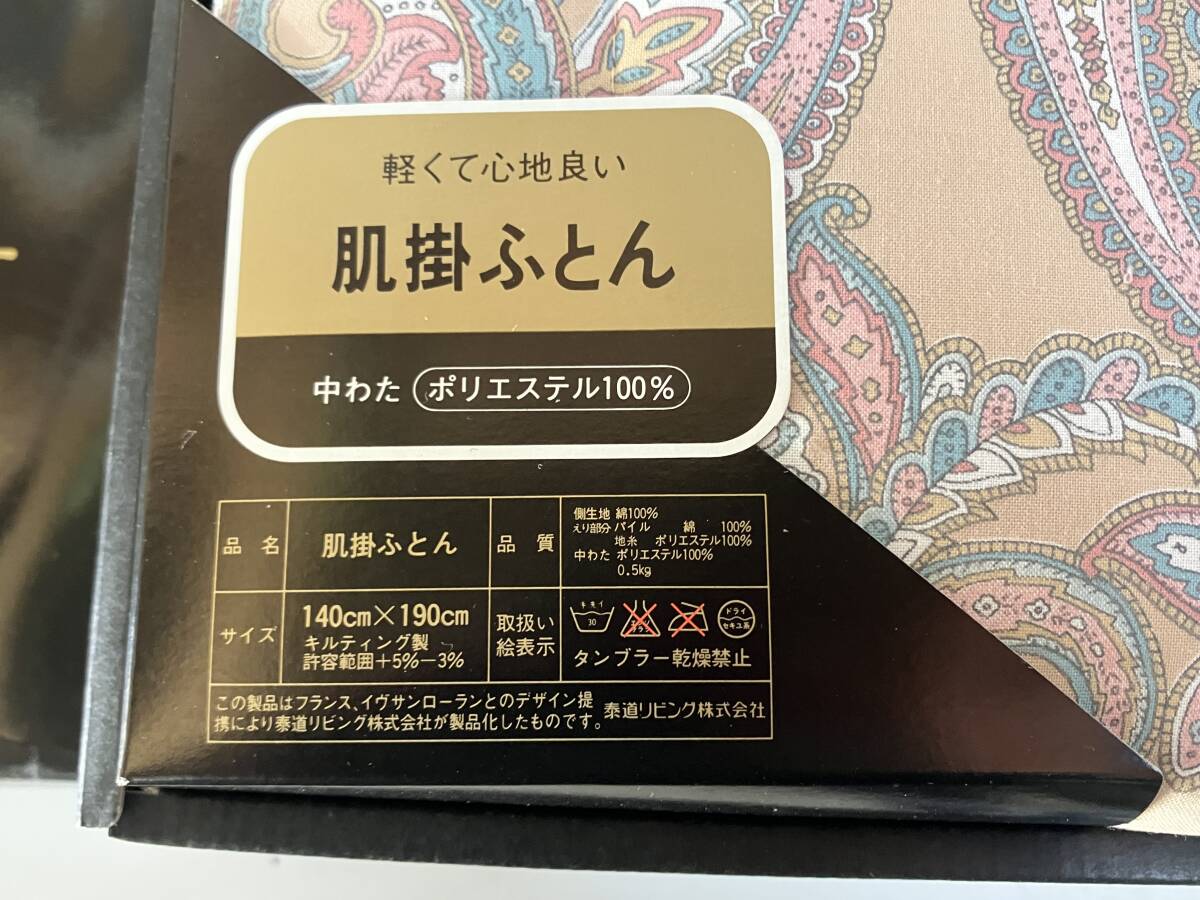 軽くて心地良い
肌掛ふとん
中わた ポリエステル100%
品名 肌掛ふとん 品質
側生地 綿100%
えり部分 パイル 綿 100%
地糸 ポリエステル100%
中わた ポリエステル100%
0.5kg
サイズ 140cm×190cm
キルティング製
許容範囲+5%−3%
取扱い
絵表示
キモイ
30
ドライ
セキユ系
タンブラー乾燥禁止
この製品はフランス、イヴサンローランとのデザイン提
携により泰道リビング株式会社が製品化したものです。
泰道リビング株式会社